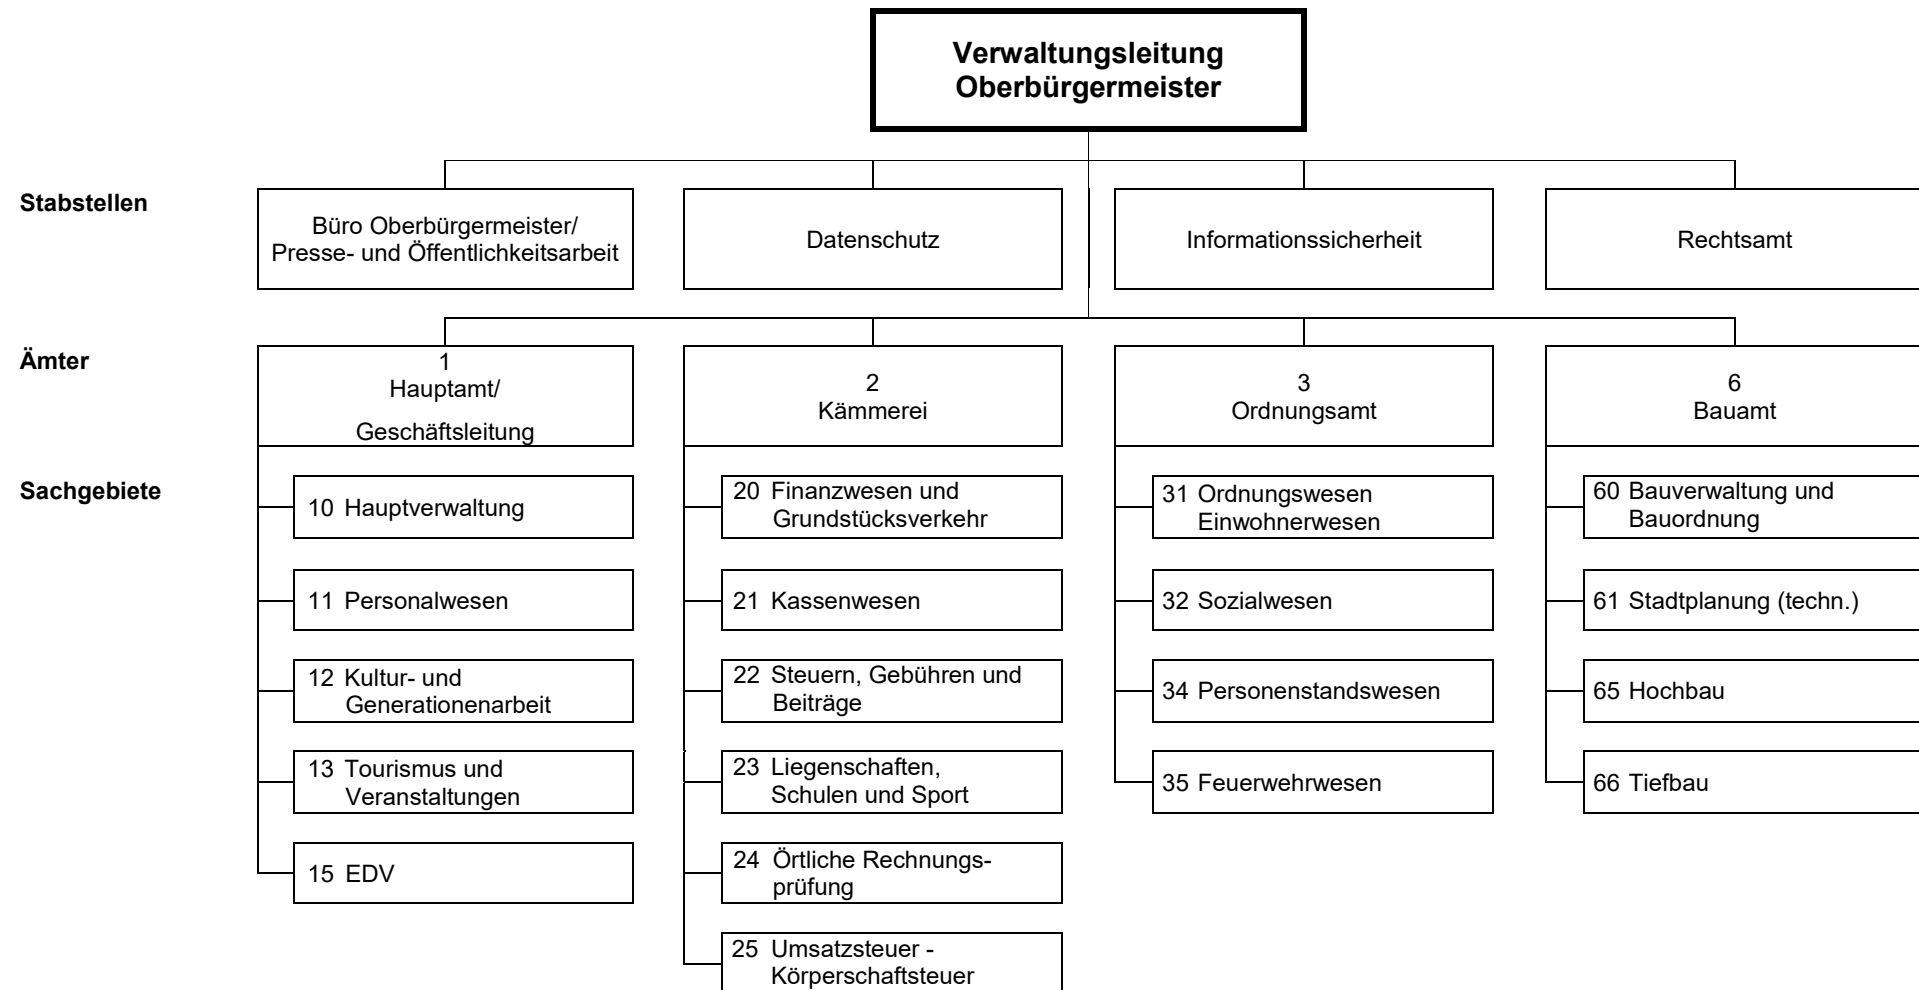 Verwaltungsleitung
Oberbürgermeister
Stabstellen
Büro Oberbürgermeister/
Presse- und Öffentlichkeitsarbeit
Datenschutz
Informationssicherheit
Rechtsamt
Ämter
1
Hauptamt/
Geschäftsleitung
2
Kämmerei
3
Ordnungsamt
6
Bauamt
Sachgebiete
10 Hauptverwaltung
11 Personalwesen
12 Kultur- und
Generationenarbeit
13 Tourismus und
Veranstaltungen
15 EDV
20 Finanzwesen und
Grundstücksverkehr
21 Kassenwesen
22 Steuern, Gebühren und
Beiträge
23 Liegenschaften,
Schulen und Sport
24 Örtliche Rechnungs-
prüfung
25 Umsatzsteuer -
Körperschaftsteuer
31 Ordnungswesen
Einwohnerwesen
32 Sozialwesen
34 Personenstandswesen
35 Feuerwehrwesen
60 Bauverwaltung und
Bauordnung
61 Stadtplanung (techn.)
65 Hochbau
66 Tiefbau